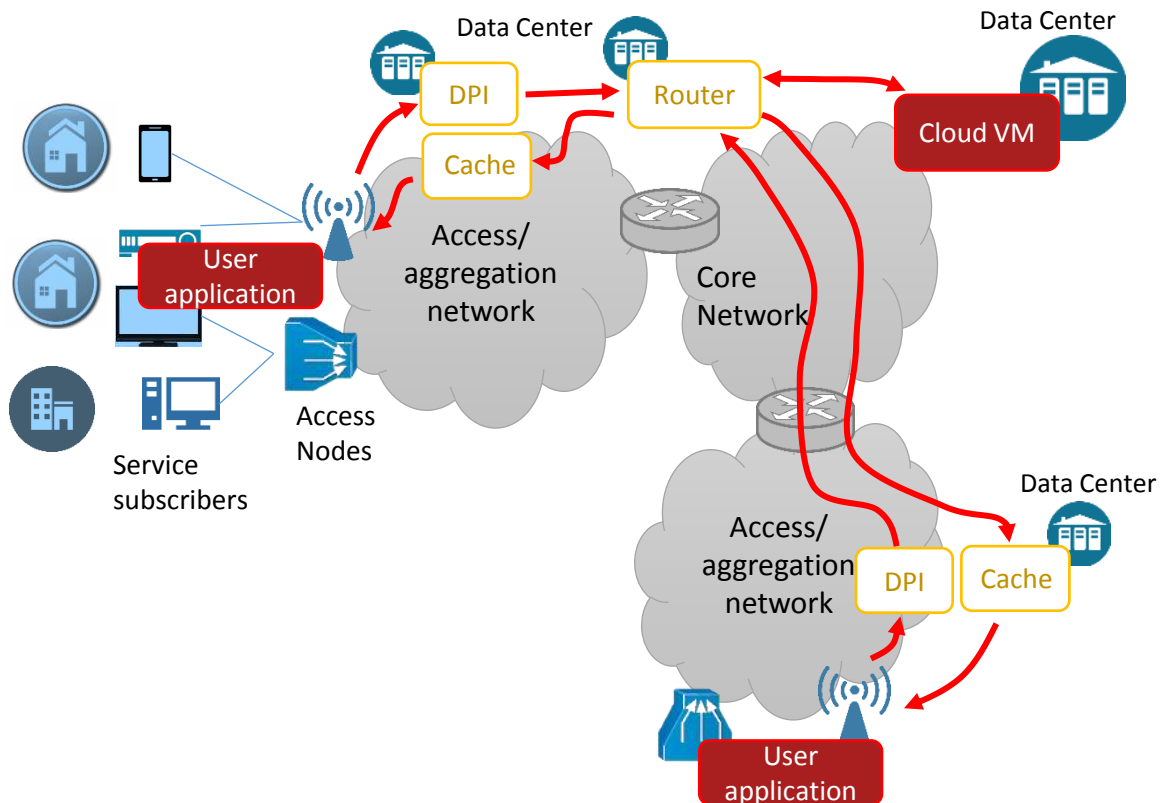 Data Center
Data Center
DPI
Router
Cloud VM
Cache
User
application
Access/
aggregation
network
Core
Network
Access
Nodes
Service
subscribers
Data Center
Access/
aggregation
network
DPI
Cache
User
application